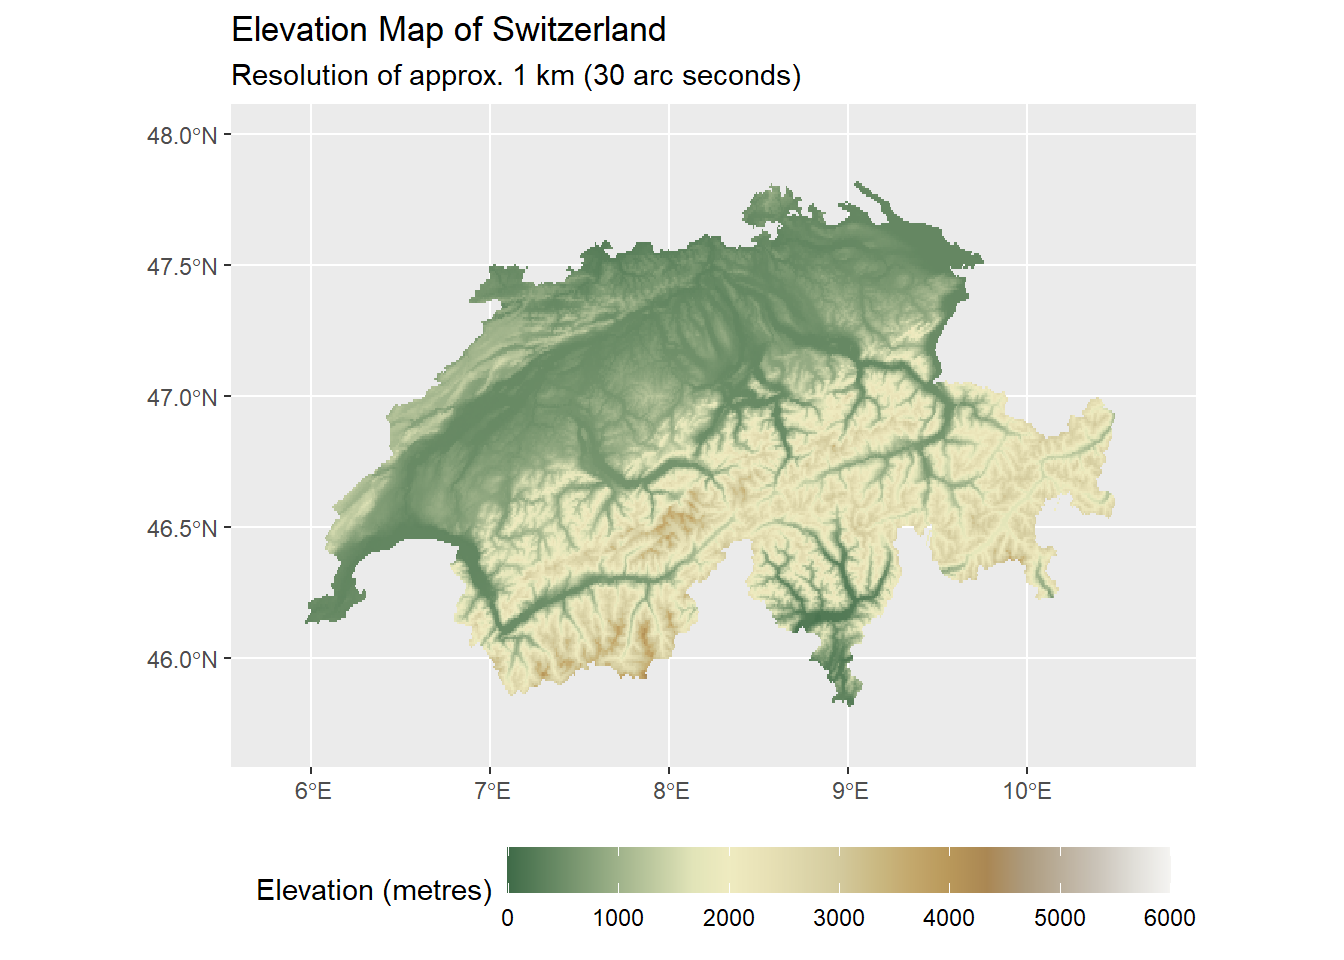 Elevation Map of Switzerland
Resolution of approx. 1 km (30 arc seconds)
48.0°N
47.5°N
47.0°N
46.5°N
46.0°N
6°E 7°E 8°E 9°E 10°E
Elevation (metres)
0 1000 2000 3000 4000 5000 6000